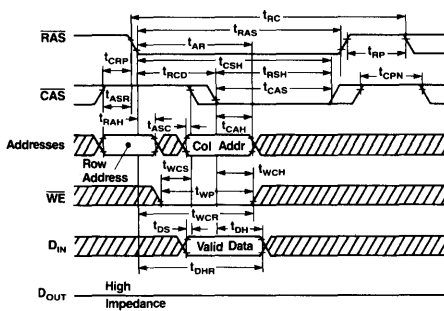 tRC
tRAS
tAR
RAS
tCRP
tCSH
tRP
tRCD
tRSH
tCPN
CAS
tASR
tCAS
tRAH
tASC
tCAH
Addresses
Col Addr
Row
Address
tWCS
tWCH
WE
tWP
tWCR
tDS
tDH
DIN
Valid Data
tDHR
DOUT
High
Impedance